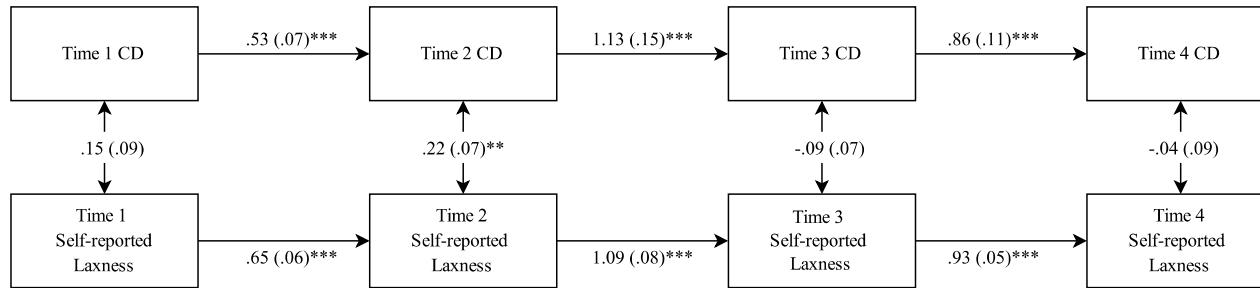 Time 1 CD
.53 (.07)***
Time 2 CD
1.13 (.15)***
Time 3 CD
.86 (.11)***
Time 4 CD
.15 (.09)
.22 (.07)**
-.09 (.07)
-.04 (.09)
Time 1
Self-reported
Laxness
.65 (.06)***
Time 2
Self-reported
Laxness
1.09 (.08)***
Time 3
Self-reported
Laxness
.93 (.05)***
Time 4
Self-reported
Laxness